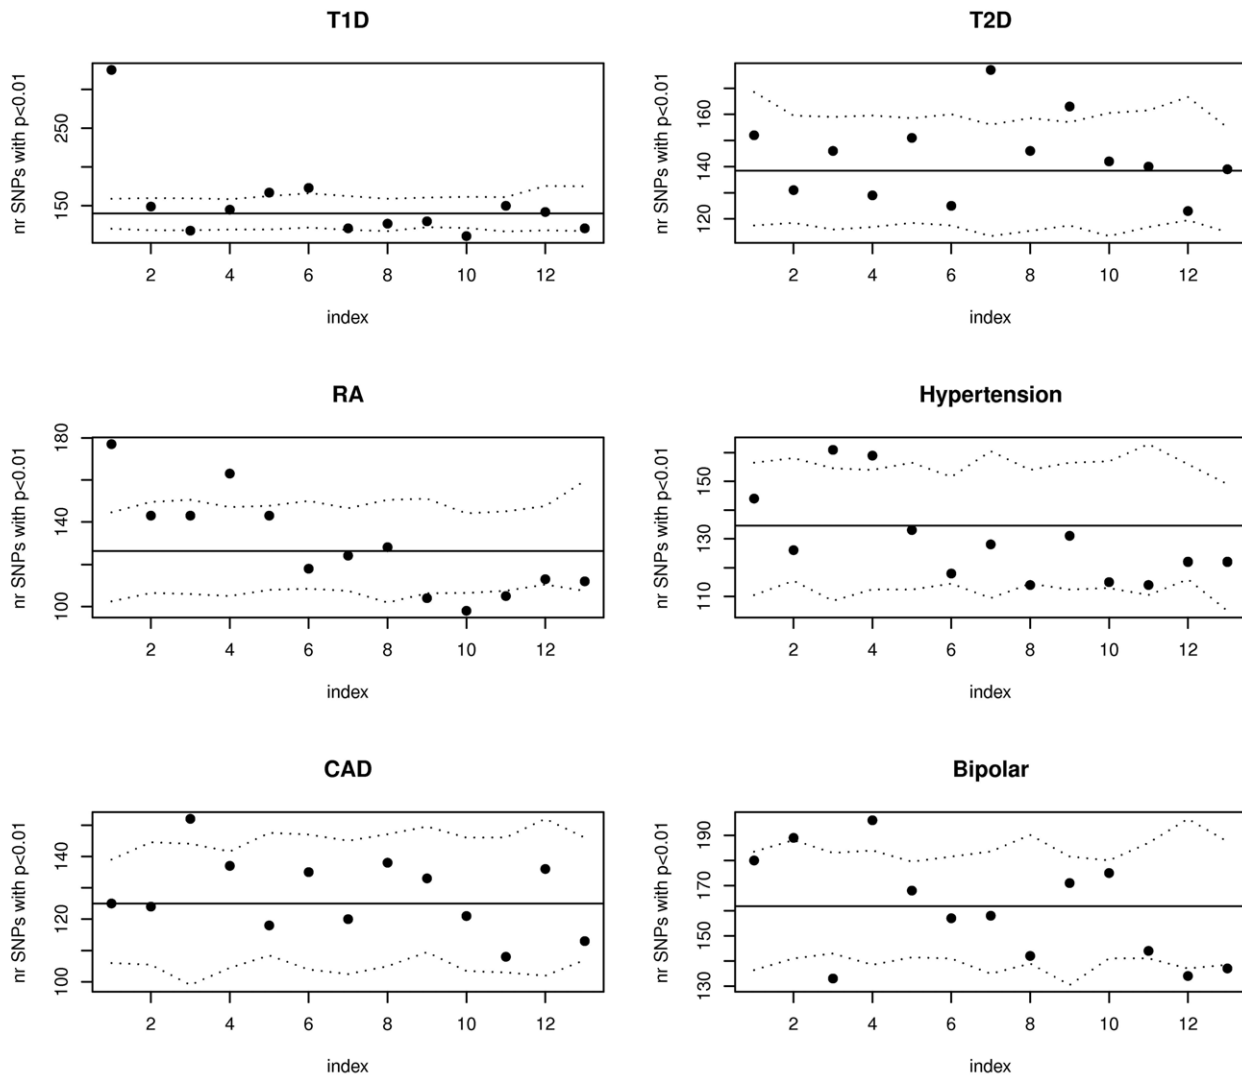 T1D
nr SNPs with p<0.01
250
150
2 4 6 8 10 12
index
T2D
nr SNPs with p<0.01
160
140
120
2 4 6 8 10 12
index
RA
nr SNPs with p<0.01
180
140
100
2 4 6 8 10 12
index
Hypertension
nr SNPs with p<0.01
150
130
110
2 4 6 8 10 12
index
CAD
nr SNPs with p<0.01
140
120
100
2 4 6 8 10 12
index
Bipolar
nr SNPs with p<0.01
190
170
150
130
2 4 6 8 10 12
index